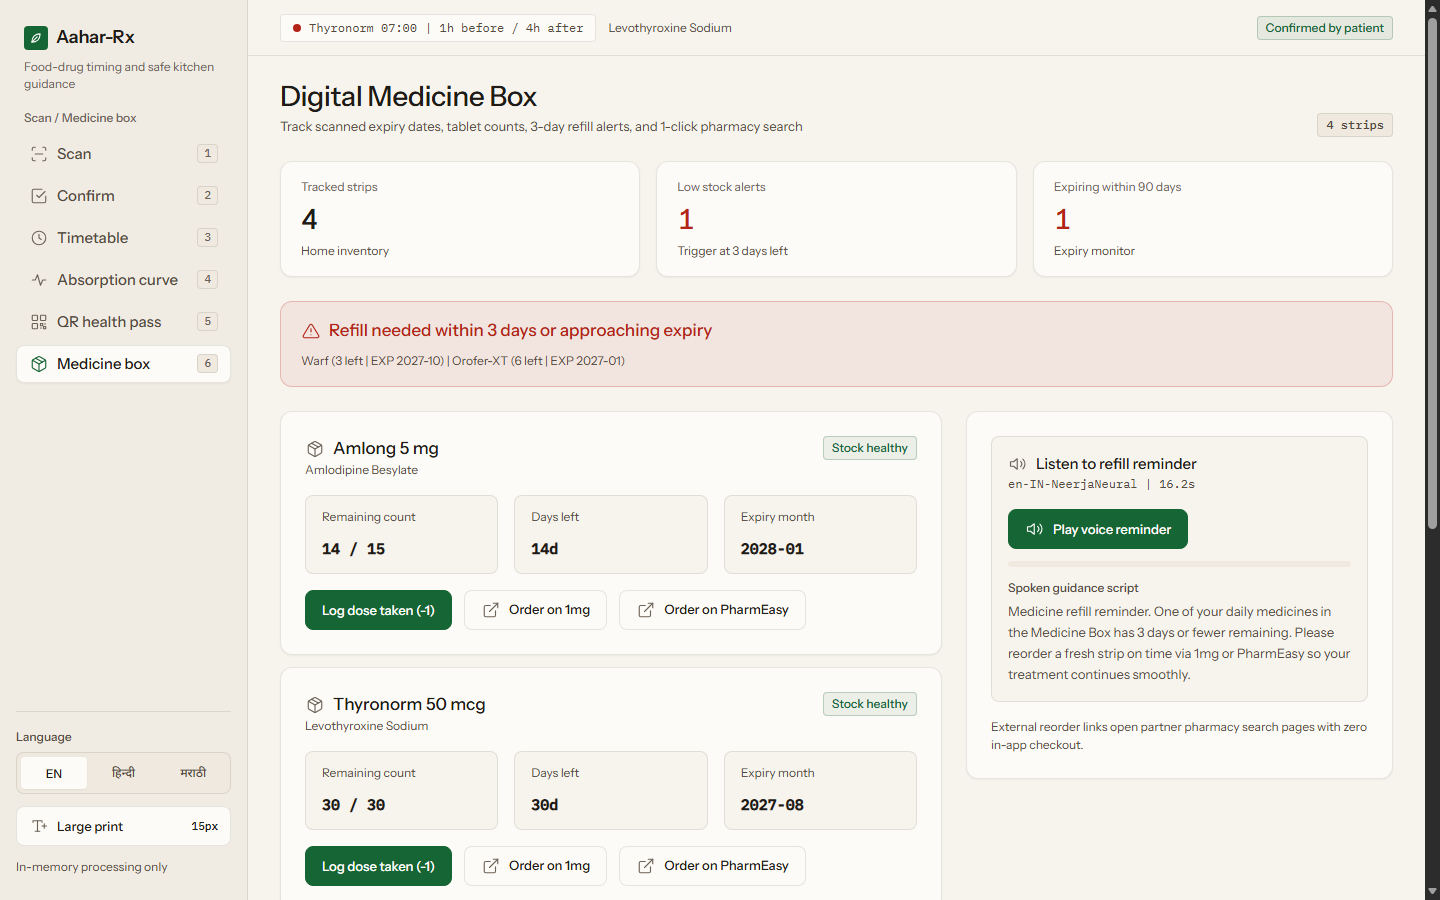 Aahar-Rx
Food-drug timing and safe kitchen
guidance
Scan / Medicine box
Scan 1
Confirm 2
Timetable 3
Absorption curve 4
QR health pass 5
Medicine box 6
Language
EN हिन्दी मराठी
Large print 15px
In-memory processing only
Thyronorm 07:00 | 1h before / 4h after Levothyroxine Sodium Confirmed by patient
Digital Medicine Box
Track scanned expiry dates, tablet counts, 3-day refill alerts, and 1-click pharmacy search
4 strips
Tracked strips
4
Home inventory
Low stock alerts
1
Trigger at 3 days left
Expiring within 90 days
1
Expiry monitor
Refill needed within 3 days or approaching expiry
Warf (3 left | EXP 2027-10) | Orofer-XT (6 left | EXP 2027-01)
Amlong 5 mg Stock healthy
Amlodipine Besylate
Remaining count
14 / 15
Days left
14d
Expiry month
2028-01
Log dose taken (-1) Order on 1mg Order on PharmEasy
Thyronorm 50 mcg Stock healthy
Levothyroxine Sodium
Remaining count
30 / 30
Days left
30d
Expiry month
2027-08
Log dose taken (-1) Order on 1mg Order on PharmEasy
Listen to refill reminder
en-IN-NeerjaNeural | 16.2s
Play voice reminder
Spoken guidance script
Medicine refill reminder. One of your daily medicines in
the Medicine Box has 3 days or fewer remaining. Please
reorder a fresh strip on time via 1mg or PharmEasy so your
treatment continues smoothly.
External reorder links open partner pharmacy search pages with zero
in-app checkout.